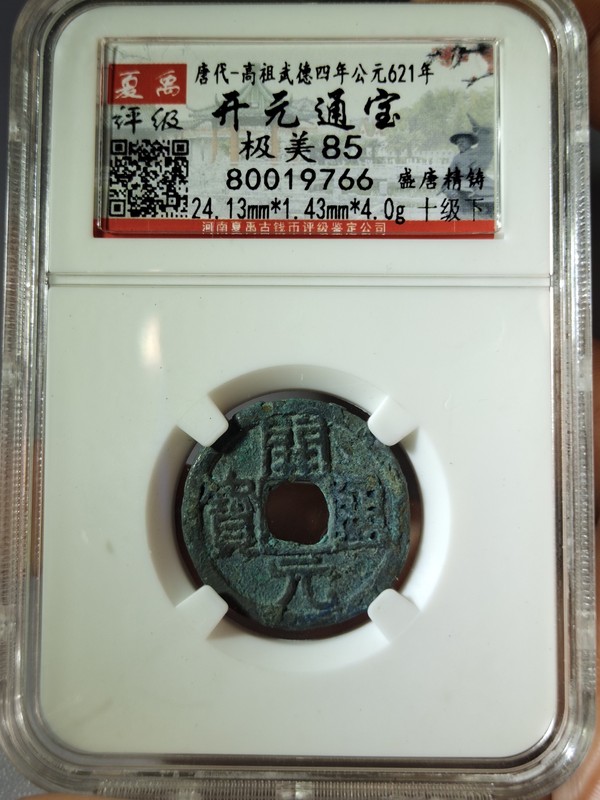 夏禹
评级
唐代-高祖武德四年公元621年
开元通宝
极美85
80019766 盛唐精铸
24.13mm*1.43mm*4.0g 十级下
河南夏禹古钱币评级鉴定公司
開
寶 通
元